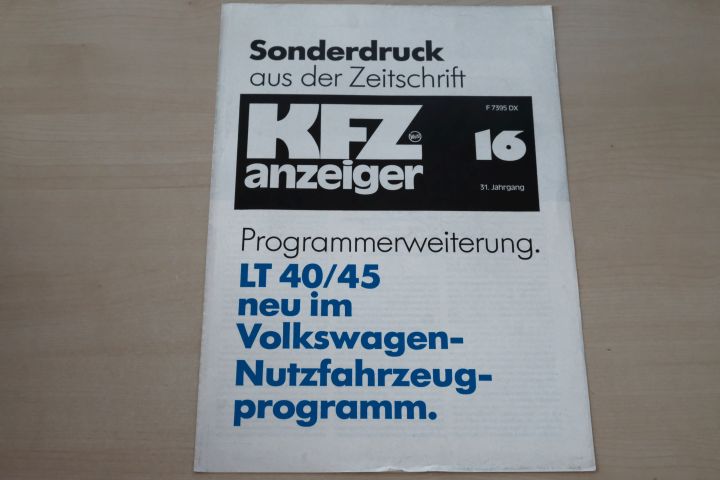 Sonderdruck
aus der Zeitschrift
KFZ
anzeiger
F 7395 DX
16
31. Jahrgang
Programmerweiterung.
LT 40/45
neu im
Volkswagen-
Nutzfahrzeug-
programm.